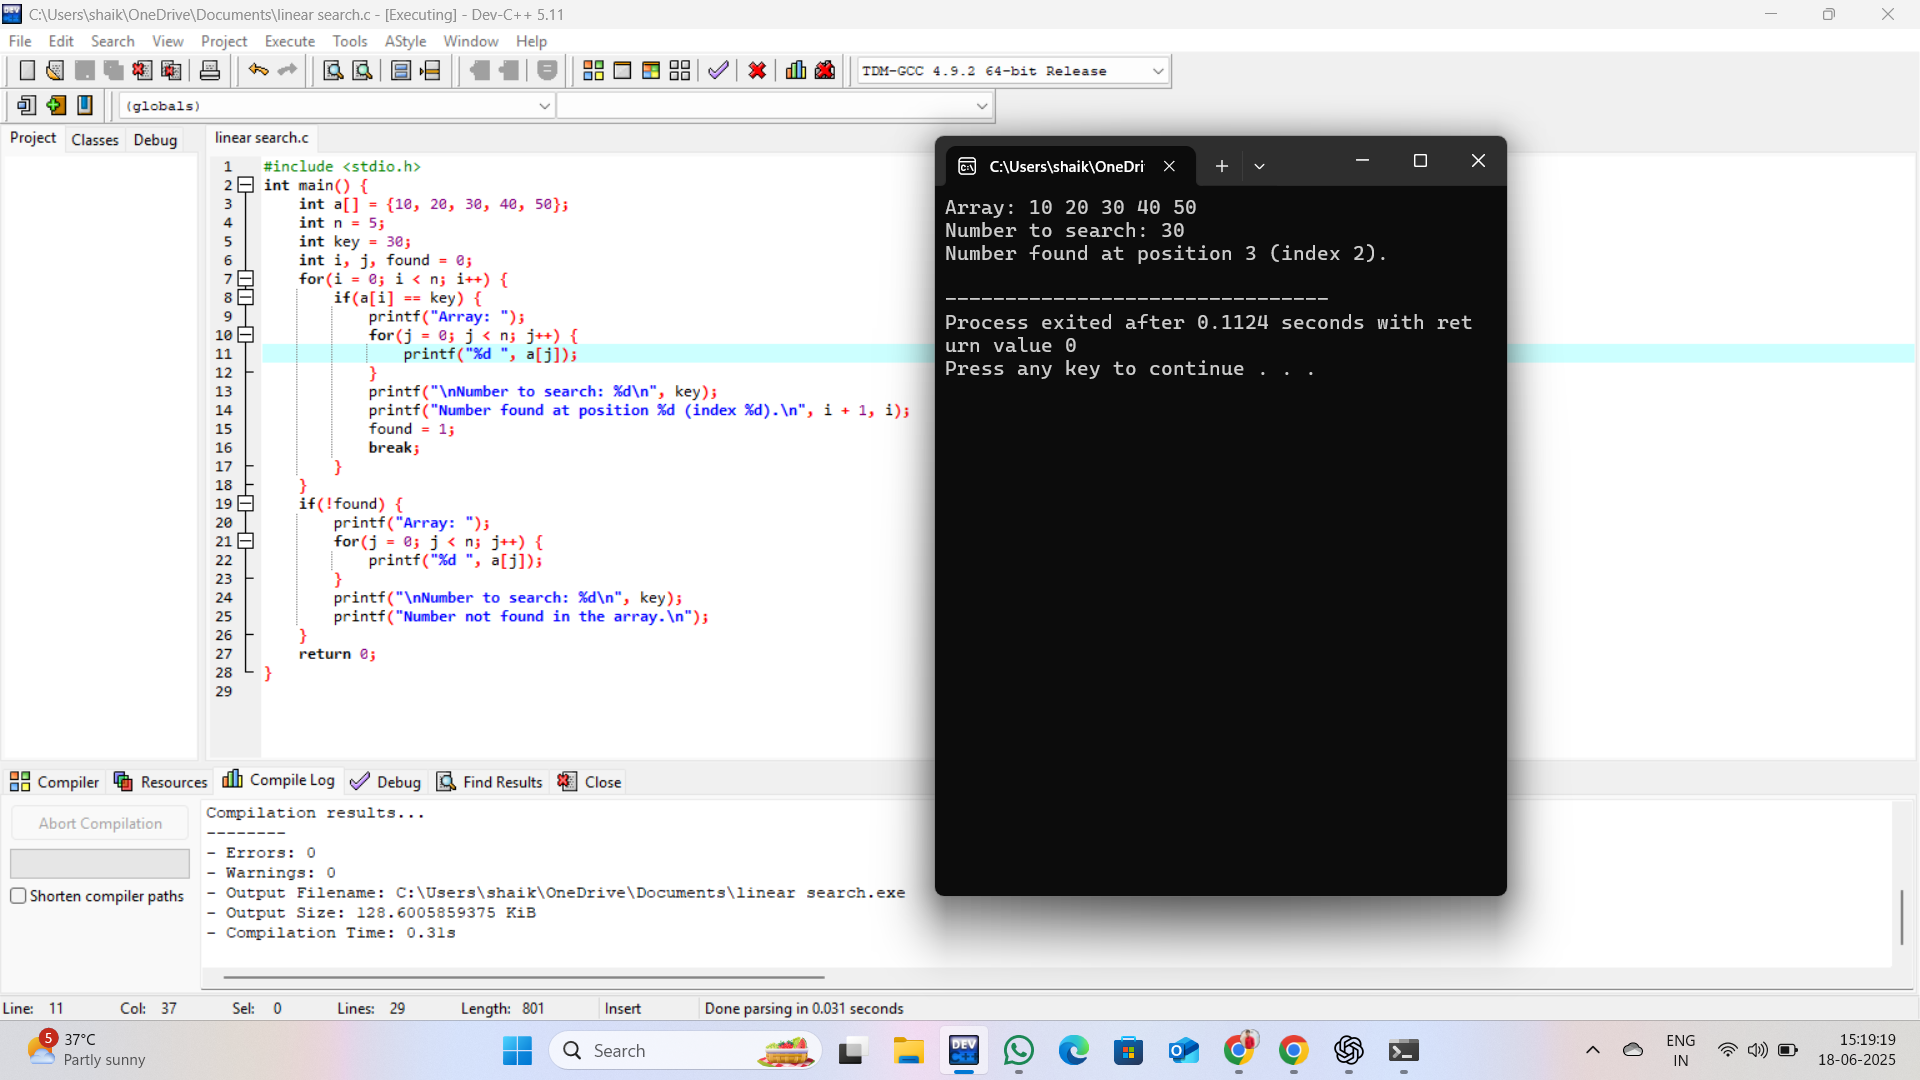 C:\Users\shaik\OneDrive\Documents\linear search.c - [Executing] - Dev-C++ 5.11
File Edit Search View Project Execute Tools AStyle Window Help
TDM-GCC 4.9.2 64-bit Release
(globals)
Project Classes Debug
linear search.c
1 #include <stdio.h>
2 int main() {
3 int a[] = {10, 20, 30, 40, 50};
4 int n = 5;
5 int key = 30;
6 int i, j, found = 0;
7 for(i = 0; i < n; i++) {
8 if(a[i] == key) {
9 printf("Array: ");
10 for(j = 0; j < n; j++) {
11 printf("%d ", a[j]);
12 }
13 printf("\nNumber to search: %d\n", key);
14 printf("Number found at position %d (index %d).\n", i + 1, i);
15 found = 1;
16 break;
17 }
18 }
19 if(!found) {
20 printf("Array: ");
21 for(j = 0; j < n; j++) {
22 printf("%d ", a[j]);
23 }
24 printf("\nNumber to search: %d\n", key);
25 printf("Number not found in the array.\n");
26 }
27 return 0;
28 }
29
C:\Users\shaik\OneDri
Array: 10 20 30 40 50
Number to search: 30
Number found at position 3 (index 2).
--------------------------------
Process exited after 0.1124 seconds with ret
urn value 0
Press any key to continue . . .
Compiler Resources Compile Log Debug Find Results Close
Abort Compilation
Shorten compiler paths
Compilation results...
--------
- Errors: 0
- Warnings: 0
- Output Filename: C:\Users\shaik\OneDrive\Documents\linear search.exe
- Output Size: 128.6005859375 KiB
- Compilation Time: 0.31s
Line: 11 Col: 37 Sel: 0 Lines: 29 Length: 801 Insert Done parsing in 0.031 seconds
5
37°C
Partly sunny
Search
DEV
ENG
IN
15:19:19
18-06-2025